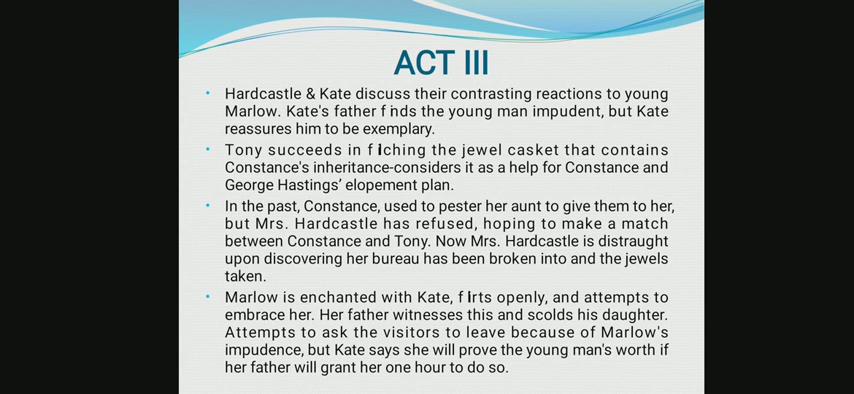 ACT III
• Hardcastle & Kate discuss their contrasting reactions to young
Marlow. Kate's father finds the young man impudent, but Kate
reassures him to be exemplary.
• Tony succeeds in filching the jewel casket that contains
Constance's inheritance-considers it as a help for Constance and
George Hastings’ elopement plan.
• In the past, Constance, used to pester her aunt to give them to her,
but Mrs. Hardcastle has refused, hoping to make a match
between Constance and Tony. Now Mrs. Hardcastle is distraught
upon discovering her bureau has been broken into and the jewels
taken.
• Marlow is enchanted with Kate, flirts openly, and attempts to
embrace her. Her father witnesses this and scolds his daughter.
Attempts to ask the visitors to leave because of Marlow's
impudence, but Kate says she will prove the young man's worth if
her father will grant her one hour to do so.